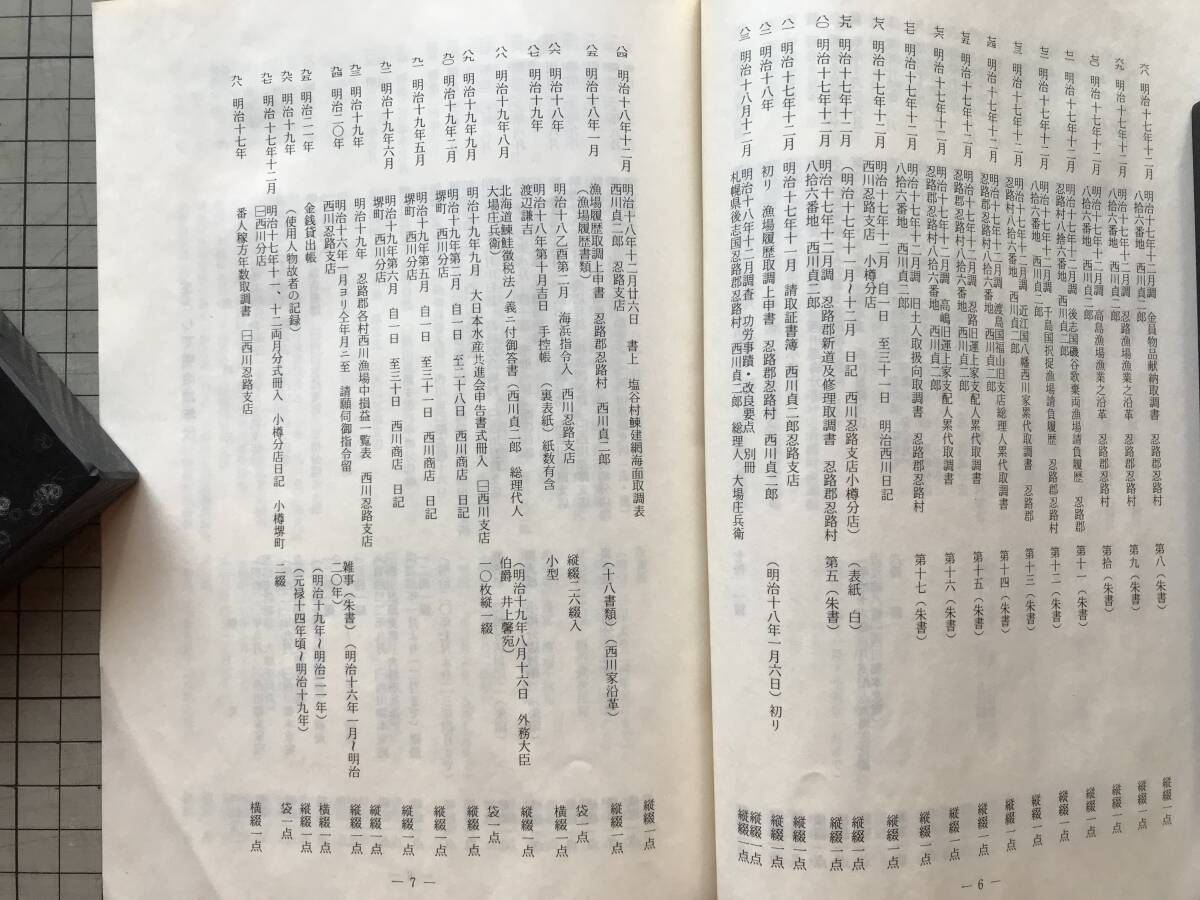 六八 明治十七年十二月 明治十七年十二月調 金員物品献納取調書 忍路郡忍路村 八拾六番地 西川貞二郎 第八(朱書) 縦綴一点
六九 明治十七年十二月 明治十七年十二月調 忍路漁場漁業之沿革 忍路郡忍路村 八拾六番地 西川貞二郎 第九(朱書) 縦綴一点
七〇 明治十七年十二月 明治十七年十二月調 高島漁場漁業之沿革 忍路郡忍路村 八拾六番地 西川貞二郎 第拾(朱書) 縦綴一点
七一 明治十七年十二月 明治十七年十二月調 後志国磯谷歌棄両漁場請負履歴 忍路郡 忍路村八拾六番地 西川貞二郎 第十一(朱書) 縦綴一点
七二 明治十七年十二月 明治十七年十二月調 千島国択捉漁場請負履歴 忍路郡忍路村 八拾六番地 西川貞二郎 第十二(朱書) 縦綴一点
七三 明治十七年十二月 明治十七年十二月調 近江国八幡西川家累代取調書 忍路郡 忍路村八拾六番地 西川貞二郎 第十三(朱書) 縦綴一点
七四 明治十七年十二月 明治十七年十二月調 渡島国福山旧支店総理人累代取調書 忍路郡忍路村八拾六番地 西川貞二郎 第十四(朱書) 縦綴一点
七五 明治十七年十二月 明治十七年十二月調 忍路旧運上家支配人累代取調書 忍路郡忍路村八拾六番地 西川貞二郎 第十五(朱書) 縦綴一点
七六 明治十七年十二月 明治十七年十二月調 高嶋旧運上家支配人累代取調書 忍路郡忍路村八拾六番地 西川貞二郎 第十六(朱書) 縦綴一点
七七 明治十七年十二月 明治十七年十二月調 旧土人取扱向取調書 忍路郡忍路村 八拾六番地 西川貞二郎 第十七(朱書) 縦綴一点
七八 明治十七年十二月 明治十七年十二月 自一日 至三十一日 明治西川日記 西川忍路支店 小樽分店 縦綴一点
七九 明治十七年十二月 (明治十七年十一月~十二月 日記 西川忍路支店小樽分店) (表紙 白) 縦綴一点
八〇 明治十七年十二月 明治十七年十二月調 忍路郡新道及修理取調書 忍路郡忍路村 八拾六番地 西川貞二郎 第五(朱書) 縦綴一点
八一 明治十七年十二月 明治十七年十一月 請取証書簿 西川貞二郎忍路支店 縦綴一点
八二 明治十八年 初リ 漁場履歴取調上申書 忍路郡忍路村 西川貞二郎 (明治十八年一月六日)初リ 縦綴一点
八三 明治十八月十二月 明治十八年十二月調査 功労事蹟・改良要点 別冊 縦綴一点
札幌県後志国忍路郡忍路村 西川貞二郎 総理人 大場庄兵衛 縦綴一点
— 6 —
八四 明治十八年十二月 明治十八年十二月廿六日 書上 塩谷村鰊建網海面取調表 西川貞二郎 忍路支店 縦綴一点
八五 明治十八年一月 漁場履歴取調上申書 忍路郡忍路村 西川貞二郎 (漁場履歴書類) (十八書類)(西川家沿革) 縦綴一点
八六 明治十八年 明治十八乙酉第一月 海浜指令入 西川忍路支店 縦綴二六綴入 袋一点
八七 明治十九年 明治十八年第十月吉日 手控帳 (裏表紙)紙数有合 渡辺謙吉 小型 横綴一点
八八 明治十九年八月 北海道鰊鮭徴税法ノ義ニ付御答書(西川貞二郎 総理代人 大場庄兵衛) (明治十九年八月十六日 外務大臣 伯爵 井上馨宛) 縦綴一点
八九 明治十九年九月 明治十九年九月 大日本水産共進会申告書式冊入 ㊀西川支店 一〇枚縦一綴 袋一点
九〇 明治十九年二月 明治十九年第二月 自一日 至二十八日 西川商店 日記 堺町 西川分店 縦綴一点
九一 明治十九年五月 明治十九年第五月 自一日 至三十一日 西川商店 日記 堺町 西川分店 縦綴一点
九二 明治十九年六月 明治十九年第六月 自一日 至三十日 西川商店 日記 堺町 西川分店 縦綴一点
九三 明治十九年 明治十九年 忍路郡各村西川漁場中損益一覧表 西川忍路支店 縦綴一点
九四 明治二〇年 明治十六年一月ヨリ仝年月ニ至 請願伺御指令留 西川忍路支店 雑事(朱書)(明治十六年一月~明治二〇年) 縦綴一点
九五 明治二一年 金銭貸出帳 (明治十九年~明治二一年) 横綴一点
九六 明治十九年 (使用人物故者の記録) (元禄十四年頃~明治十九年) 縦綴一点
九七 明治十七年十二月 明治十七年十一、十二両月分式冊入 小樽分店日記 小樽堺町 ㊀西川分店 二綴 袋一点
九八 明治十七年 番人稼方年数取調書 ㊀西川忍路支店 横綴一点
— 7 —